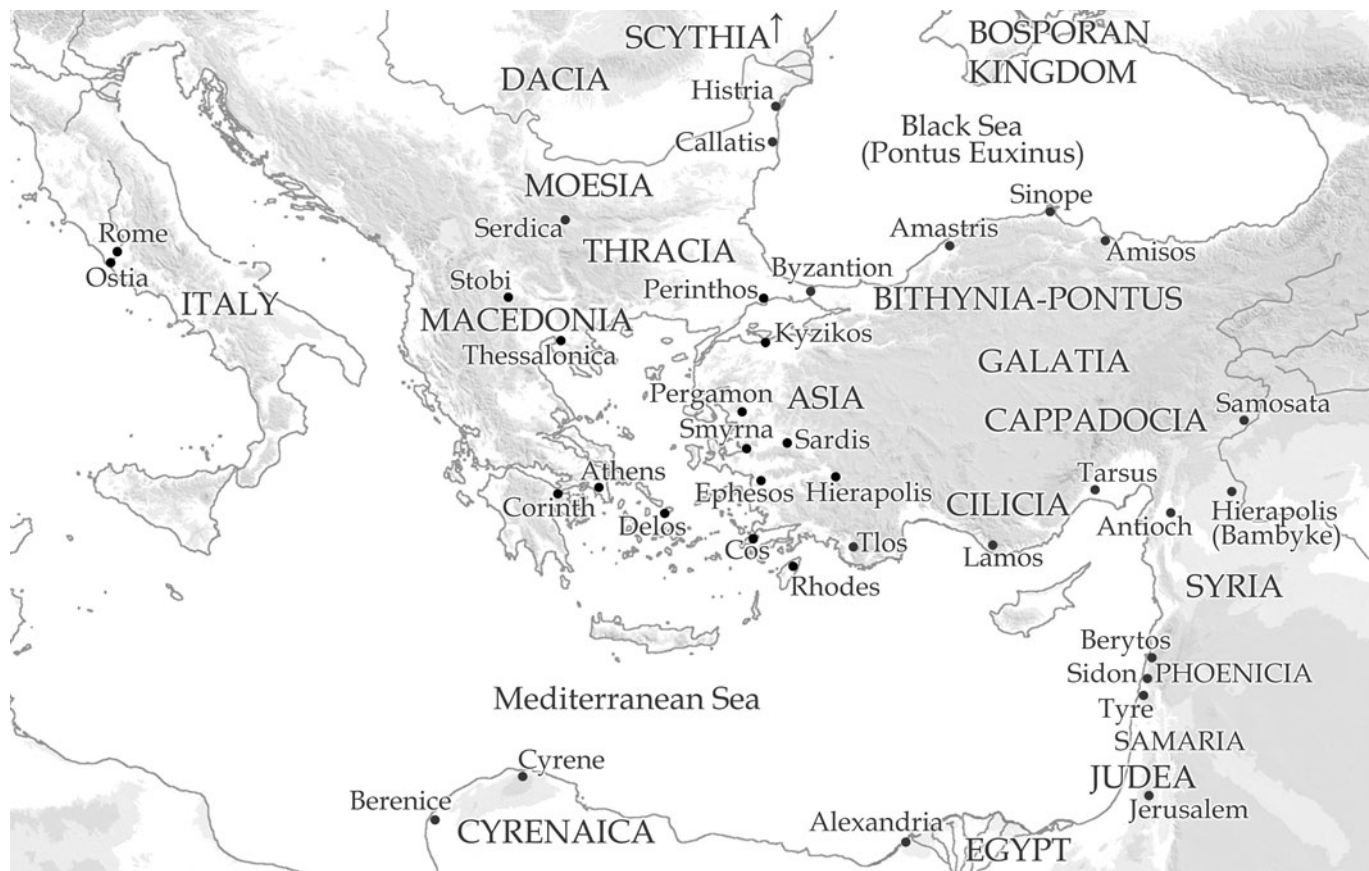 SCYTHIA↑
BOSPORAN
KINGDOM
DACIA
Histria
Callatis
Black Sea
(Pontus Euxinus)
MOESIA
Sinope
Serdica
Amastris
Amisos
Rome
Ostia
THRACIA
Byzantion
Stobi
Perinthos
BITHYNIA-PONTUS
ITALY
MACEDONIA
Kyzikos
Thessalonica
GALATIA
Pergamon
ASIA
CAPPADOCIA
Samosata
Smyrna
Sardis
Athens
Tarsus
Corinth
Ephesos
Hierapolis
CILICIA
Hierapolis
(Bambyke)
Delos
Antioch
Cos
Tlos
Lamos
Rhodes
SYRIA
Berytos
Sidon
PHOENICIA
Mediterranean Sea
Tyre
SAMARIA
Cyrene
JUDEA
Berenice
Jerusalem
CYRENAICA
Alexandria
EGYPT